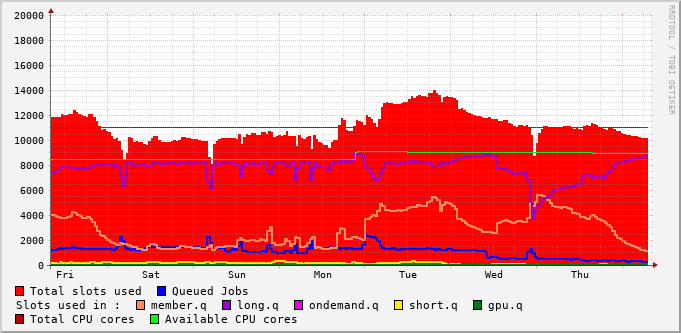 20000
18000
16000
14000
12000
10000
8000
6000
4000
2000
0
Fri Sat Sun Mon Tue Wed Thu
RRDTOOL / TOBI OETIKER
Total slots used Queued Jobs
Slots used in : member.q long.q ondemand.q short.q gpu.q
Total CPU cores Available CPU cores